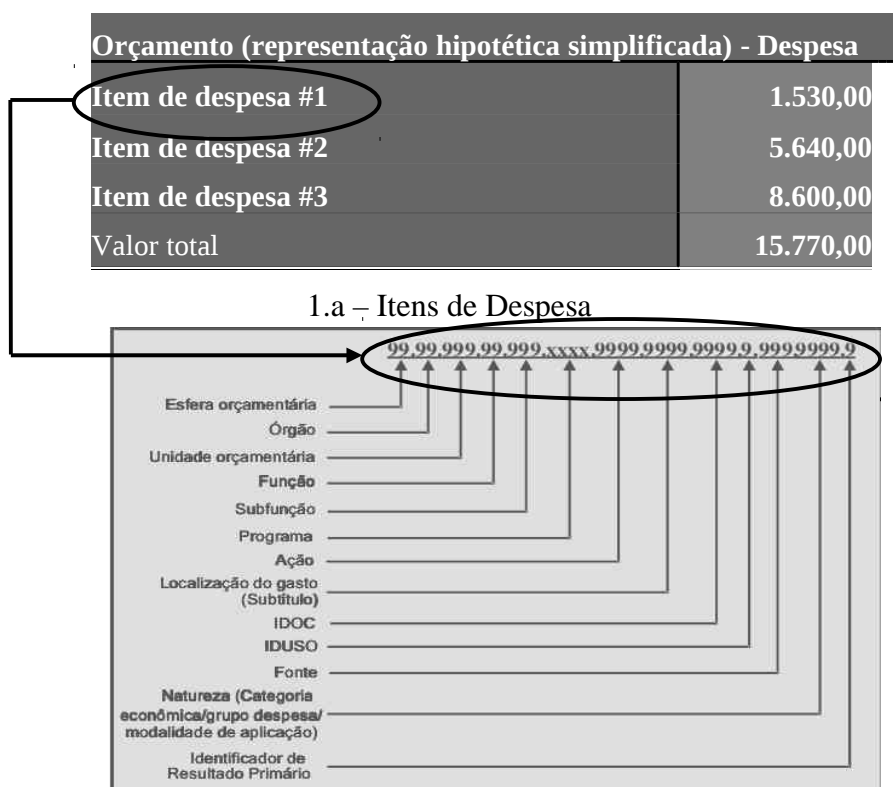 Orçamento (representação hipotética simplificada) - Despesa
Item de despesa #1 1.530,00
Item de despesa #2 5.640,00
Item de despesa #3 8.600,00
Valor total 15.770,00
1.a – Itens de Despesa
99.99.999.99.999.xxxx.9999.9999.9999.9.999.9999.9
Esfera orçamentária
Órgão
Unidade orçamentária
Função
Subfunção
Programa
Ação
Localização do gasto
(Subtítulo)
IDOC
IDUSO
Fonte
Natureza (Categoria
econômica/grupo despesa/
modalidade de aplicação)
Identificador de
Resultado Primário